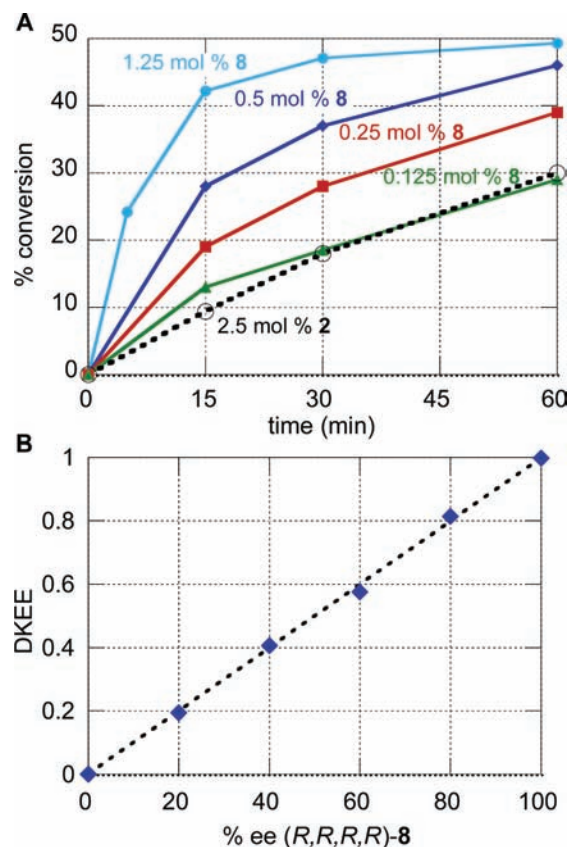 A
50
1.25 mol % 8
0.5 mol % 8
40
0.25 mol % 8
30
0.125 mol % 8
20
10
2.5 mol % 2
0
% conversion
0 15 30 45 60
time (min)
B
1
0.8
0.6
0.4
0.2
0
DKEE
0 20 40 60 80 100
% ee (R,R,R,R)-8